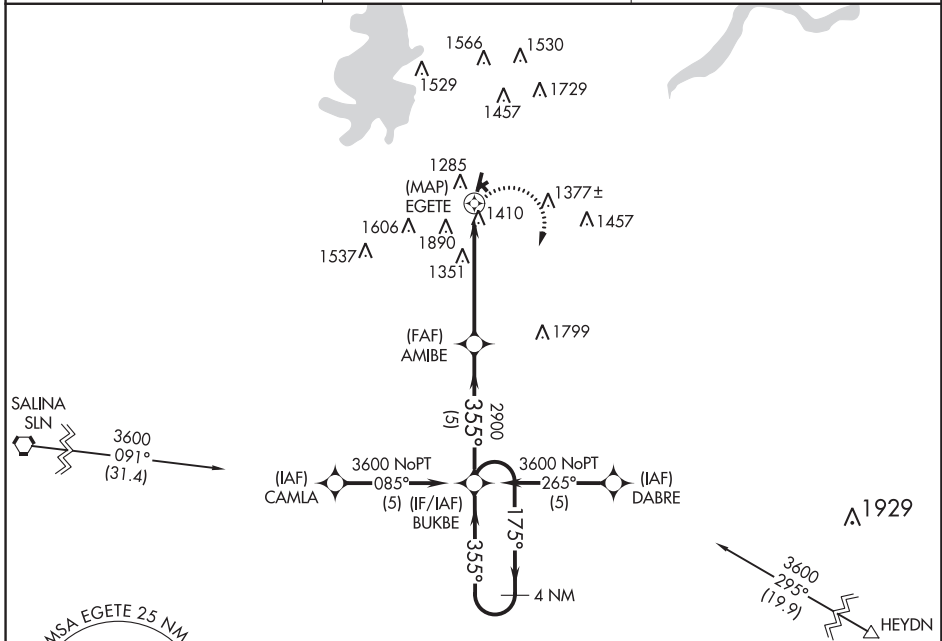 1566
1530
1529
1729
1457
1285
(MAP)
EGETE
1377±
1410
1457
1606
1890
1537
1351
1799
(FAF)
AMIBE
SALINA
SLN
3600
091°
(31.4)
2900
355°
(5)
3600 NoPT
085°
(5)
(IAF)
CAMLA
(IF/IAF)
BUKBE
3600 NoPT
265°
(5)
(IAF)
DABRE
355°
175°
4 NM
1929
3600
295°
(19.9)
HEYDN
MSA EGETE 25 NM